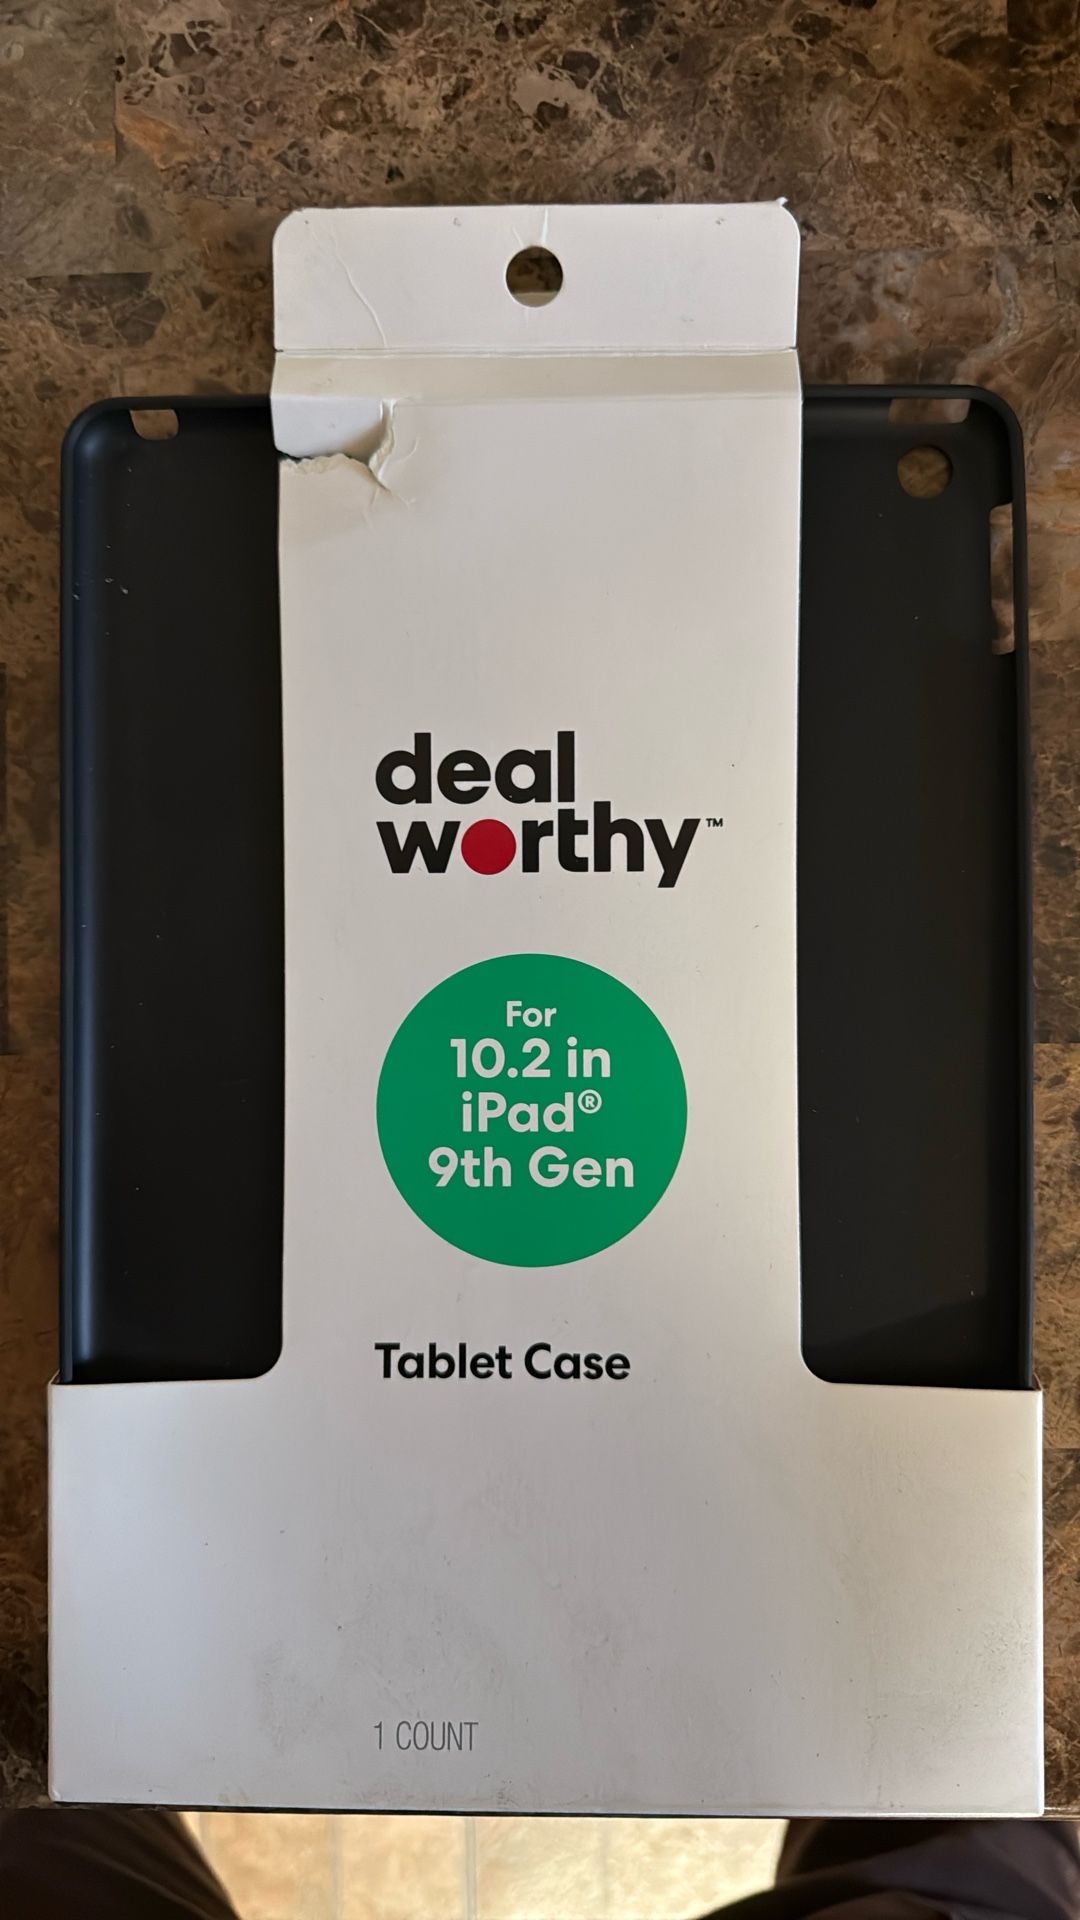 deal
worthy™
For
10.2 in
iPad®
9th Gen
Tablet Case
1 COUNT